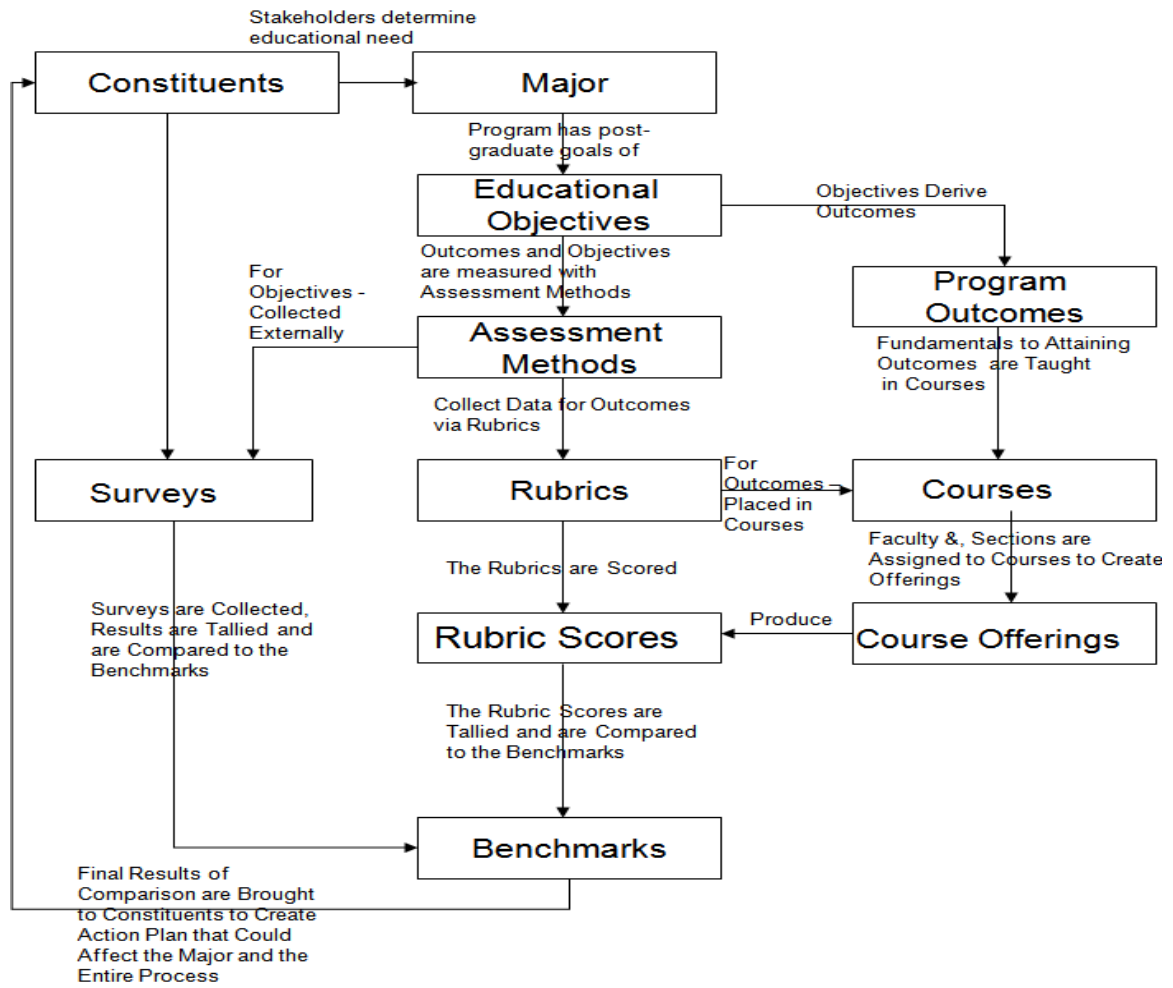 Stakeholders determine
educational need
Constituents
Major
Program has post-
graduate goals of
Educational
Objectives
Objectives Derive
Outcomes
Outcomes and Objectives
are measured with
Assessment Methods
For
Objectives -
Collected
Externally
Program
Outcomes
Assessment
Methods
Fundamentals to Attaining
Outcomes are Taught
in Courses
Collect Data for Outcomes
via Rubrics
Surveys
Rubrics
For
Outcomes –
Placed in
Courses
Courses
Faculty &, Sections are
Assigned to Courses to Create
Offerings
The Rubrics are Scored
Surveys are Collected,
Results are Tallied and
are Compared to the
Benchmarks
Rubric Scores
Produce
Course Offerings
The Rubric Scores are
Tallied and are Compared
to the Benchmarks
Benchmarks
Final Results of
Comparison are Brought
to Constituents to Create
Action Plan that Could
Affect the Major and the
Entire Process